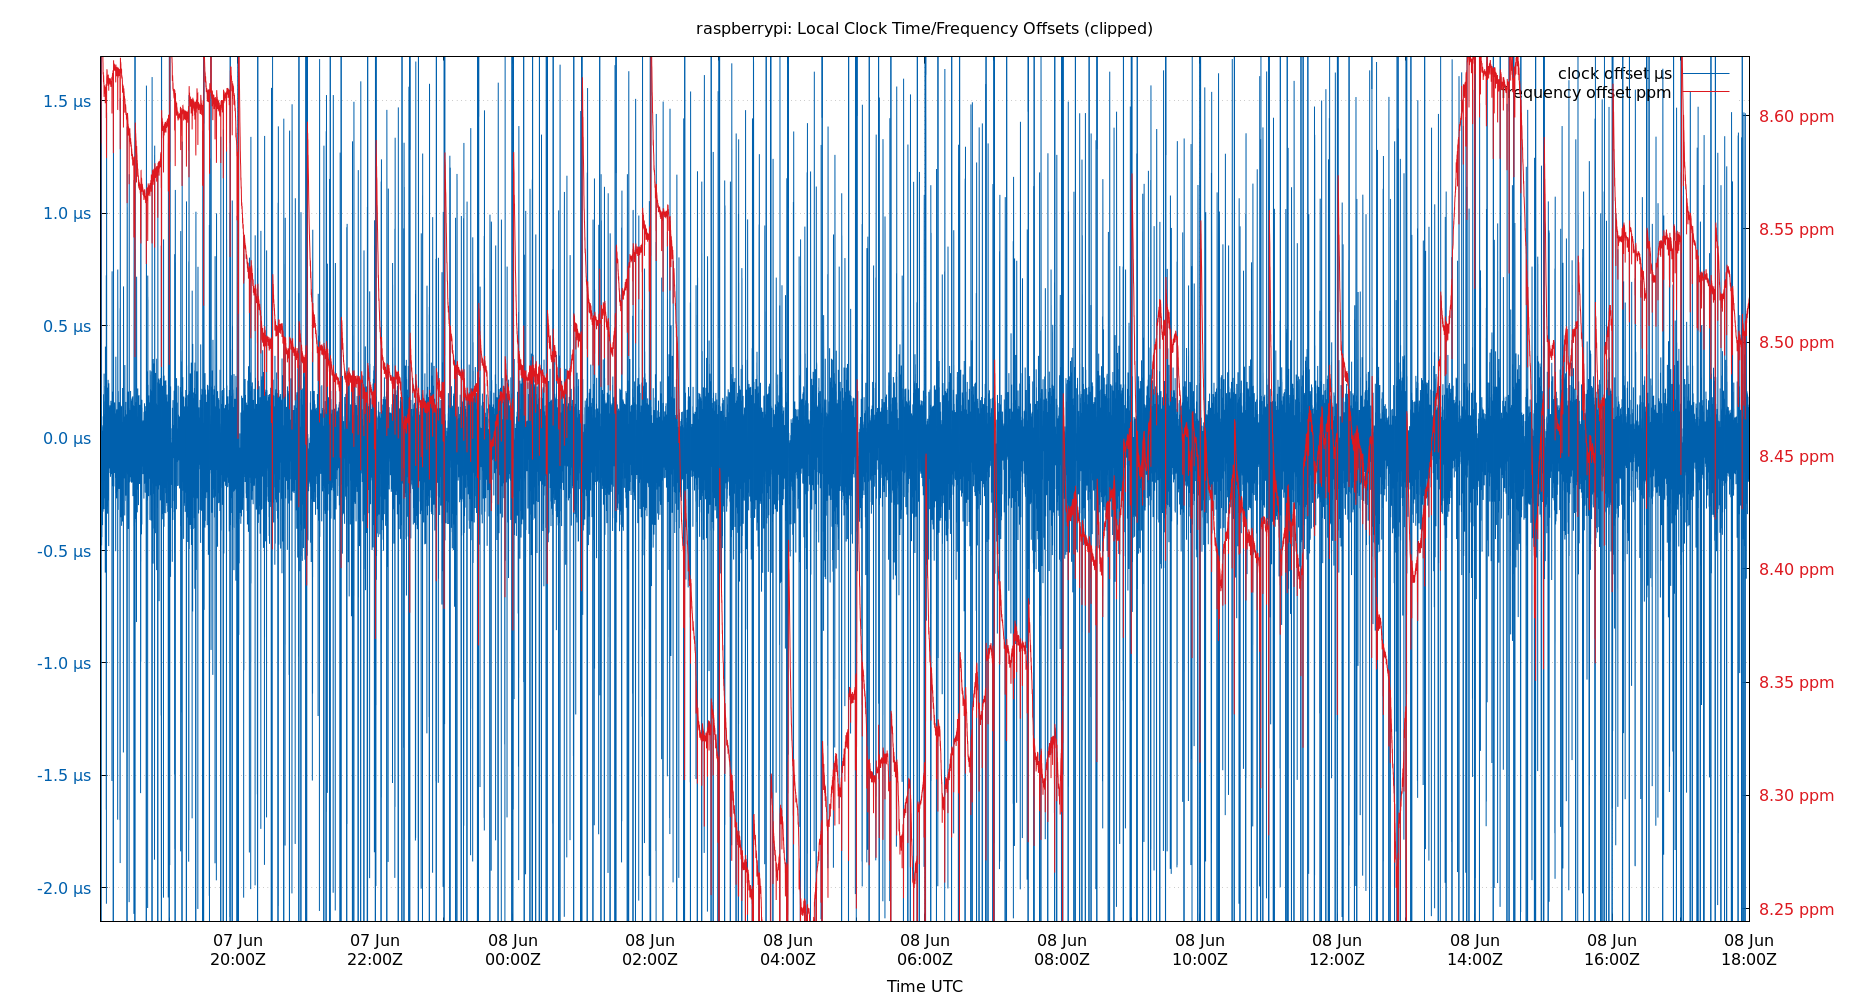 raspberrypi: Local Clock Time/Frequency Offsets (clipped)
clock offset µs
frequency offset ppm
1.5 µs
1.0 µs
0.5 µs
0.0 µs
-0.5 µs
-1.0 µs
-1.5 µs
-2.0 µs
8.60 ppm
8.55 ppm
8.50 ppm
8.45 ppm
8.40 ppm
8.35 ppm
8.30 ppm
8.25 ppm
07 Jun
20:00Z
07 Jun
22:00Z
08 Jun
00:00Z
08 Jun
02:00Z
08 Jun
04:00Z
08 Jun
06:00Z
08 Jun
08:00Z
08 Jun
10:00Z
08 Jun
12:00Z
08 Jun
14:00Z
08 Jun
16:00Z
08 Jun
18:00Z
Time UTC